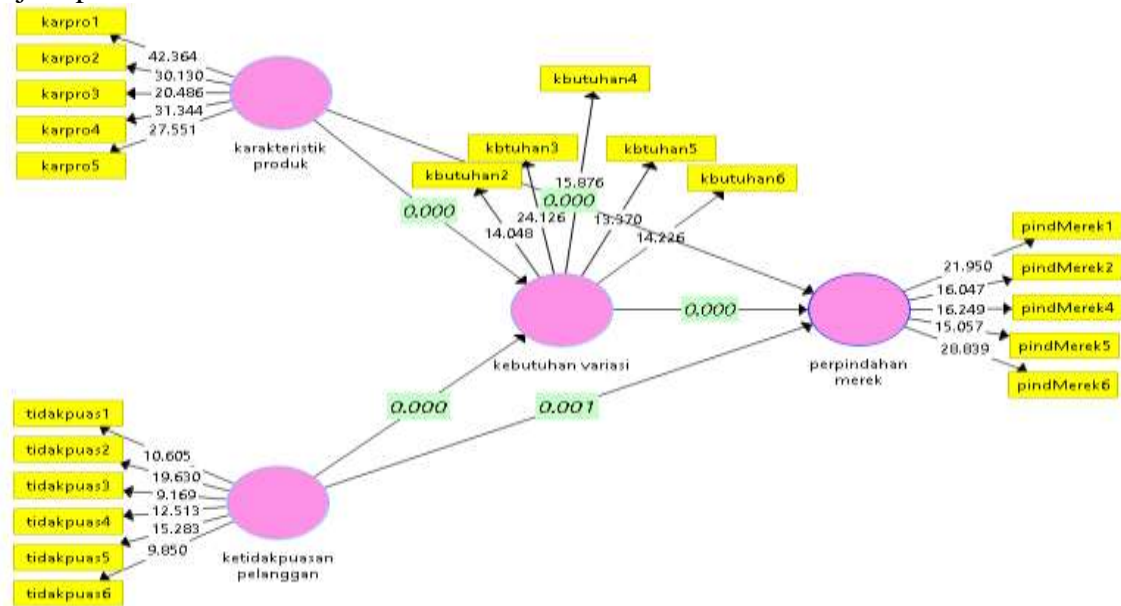 karpro1
karpro2
karpro3
karpro4
karpro5
42.364
30.130
20.486
31.344
27.551
karakteristik
produk
kbutuhan4
kbtuhan3
kbutuhan2
kbtuhan5
kbutuhan6
15.876
24.126
14.048
13.370
14.226
0.000
0.000
kebutuhan variasi
0.000
0.000
0.001
pindMerek1
pindMerek2
pindMerek4
pindMerek5
pindMerek6
21.950
16.047
16.249
15.057
28.839
perpindahan
merek
tidakpuas1
tidakpuas2
tidakpuas3
tidakpuas4
tidakpuas5
tidakpuas6
10.605
19.630
9.169
12.513
15.283
9.850
ketidakpuasan
pelanggan